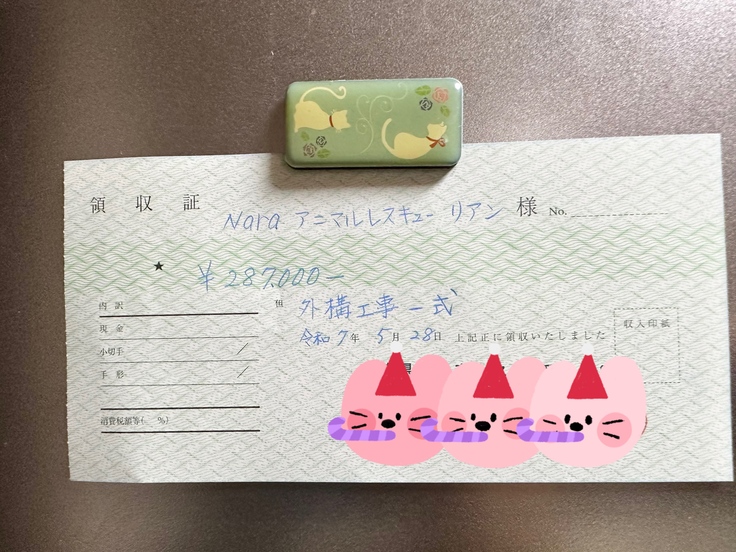 領収証
Nara アニマルレスキュー リアン 様 No.
★
￥287,000―
内訳
但 外構工事一式
現金
令和7年5月28日 上記正に領収いたしました
収入印紙
小切手 /
手形 /
消費税額等( %)